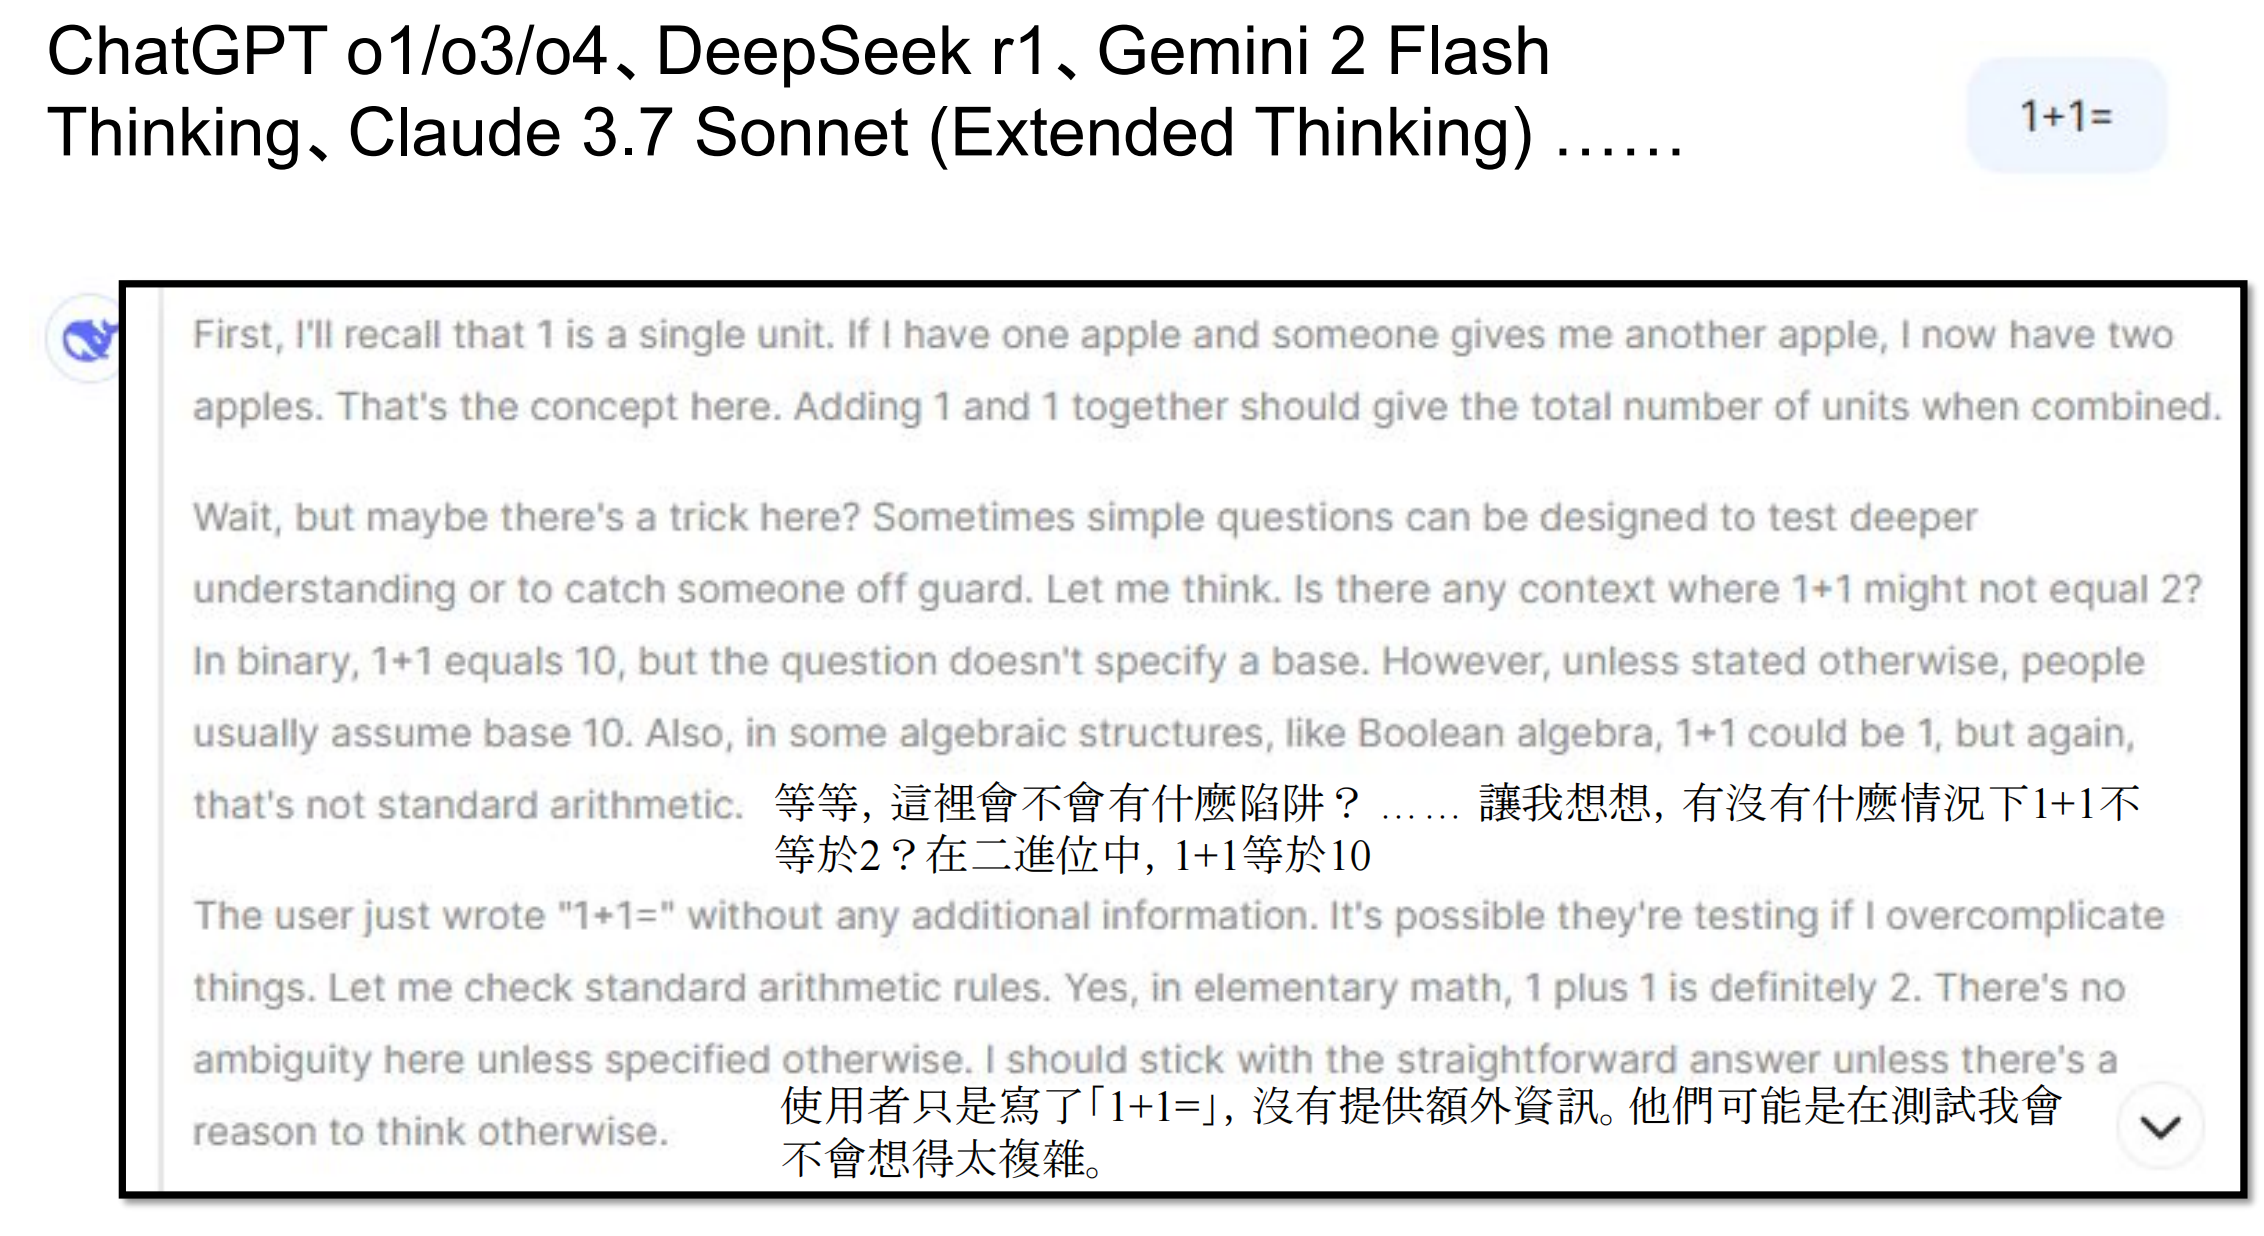 ChatGPT o1/o3/o4、DeepSeek r1、Gemini 2 Flash
Thinking、Claude 3.7 Sonnet (Extended Thinking) ……
1+1=
First, I'll recall that 1 is a single unit. If I have one apple and someone gives me another apple, I now have two
apples. That's the concept here. Adding 1 and 1 together should give the total number of units when combined.
Wait, but maybe there's a trick here? Sometimes simple questions can be designed to test deeper
understanding or to catch someone off guard. Let me think. Is there any context where 1+1 might not equal 2?
In binary, 1+1 equals 10, but the question doesn't specify a base. However, unless stated otherwise, people
usually assume base 10. Also, in some algebraic structures, like Boolean algebra, 1+1 could be 1, but again,
that's not standard arithmetic.
等等, 這裡會不會有什麼陷阱？ …… 讓我想想, 有沒有什麼情況下1+1不
等於2？在二進位中, 1+1等於10
The user just wrote "1+1=" without any additional information. It's possible they're testing if I overcomplicate
things. Let me check standard arithmetic rules. Yes, in elementary math, 1 plus 1 is definitely 2. There's no
ambiguity here unless specified otherwise. I should stick with the straightforward answer unless there's a
reason to think otherwise.
使用者只是寫了「1+1=」, 沒有提供額外資訊。他們可能是在測試我會
不會想得太複雜。